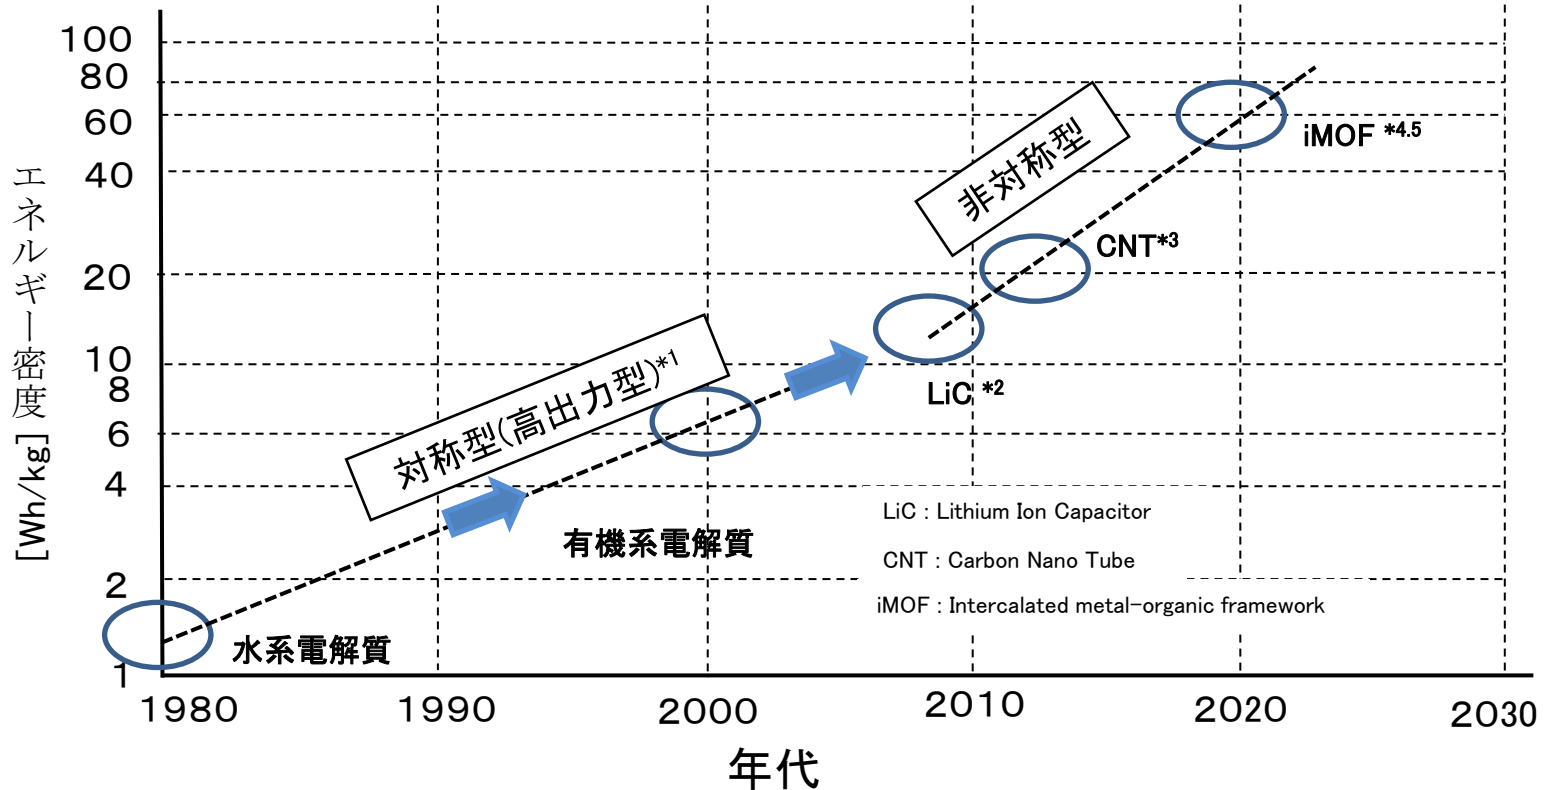 100
80
60
40
20
10
8
6
4
2
1
エネルギー密度
[Wh/kg]
対称型(高出力型)*1
非対称型
iMOF *4.5
CNT*3
LiC *2
有機系電解質
水系電解質
LiC : Lithium Ion Capacitor
CNT : Carbon Nano Tube
iMOF : Intercalated metal-organic framework
1980
1990
2000
2010
2020
2030
年代